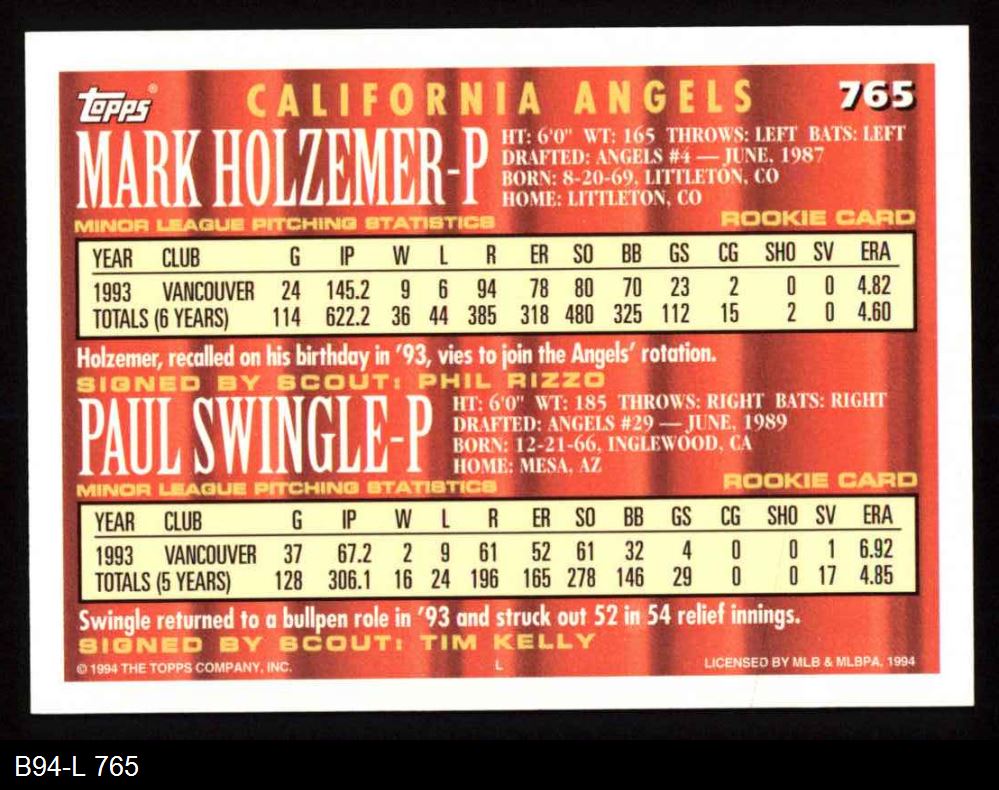 Topps® CALIFORNIA ANGELS 765
MARK HOLZEMER-P
HT: 6'0" WT: 165 THROWS: LEFT BATS: LEFT
DRAFTED: ANGELS #4 — JUNE, 1987
BORN: 8-20-69, LITTLETON, CO
HOME: LITTLETON, CO
MINOR LEAGUE PITCHING STATISTICS ROOKIE CARD
YEAR CLUB G IP W L R ER SO BB GS CG SHO SV ERA
1993 VANCOUVER 24 145.2 9 6 94 78 80 70 23 2 0 0 4.82
TOTALS (6 YEARS) 114 622.2 36 44 385 318 480 325 112 15 2 0 4.60
Holzemer, recalled on his birthday in '93, vies to join the Angels' rotation.
SIGNED BY SCOUT: PHIL RIZZO
PAUL SWINGLE-P
HT: 6'0" WT: 185 THROWS: RIGHT BATS: RIGHT
DRAFTED: ANGELS #29 — JUNE, 1989
BORN: 12-21-66, INGLEWOOD, CA
HOME: MESA, AZ
MINOR LEAGUE PITCHING STATISTICS ROOKIE CARD
YEAR CLUB G IP W L R ER SO BB GS CG SHO SV ERA
1993 VANCOUVER 37 67.2 2 9 61 52 61 32 4 0 0 1 6.92
TOTALS (5 YEARS) 128 306.1 16 24 196 165 278 146 29 0 0 17 4.85
Swingle returned to a bullpen role in '93 and struck out 52 in 54 relief innings.
SIGNED BY SCOUT: TIM KELLY
© 1994 THE TOPPS COMPANY, INC. L LICENSED BY MLB & MLBPA, 1994
B94-L 765